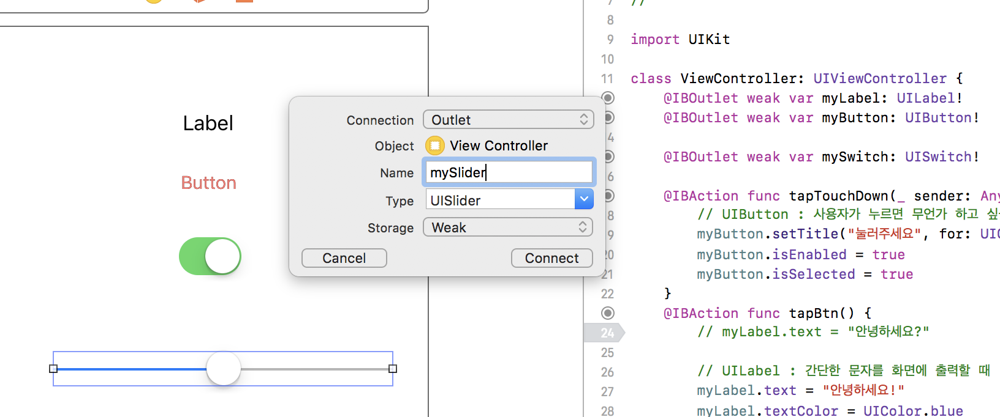 Label
Button
Connection Outlet
Object View Controller
Name mySlider
Type UISlider
Storage Weak
Cancel Connect
//
8
9 import UIKit
10
11 class ViewController: UIViewController {
@IBOutlet weak var myLabel: UILabel!
@IBOutlet weak var myButton: UIButton!
4
@IBOutlet weak var mySwitch: UISwitch!
6
@IBAction func tapTouchDown(_ sender: Any
8 // UIButton : 사용자가 누르면 무언가 하고
9 myButton.setTitle("눌러주세요", for: UIC
20 myButton.isEnabled = true
21 myButton.isSelected = true
22 }
@IBAction func tapBtn() {
24 // myLabel.text = "안녕하세요?"
25
26 // UILabel : 간단한 문자를 화면에 출력할 때
27 myLabel.text = "안녕하세요!"
28 myLabel.textColor = UIColor.blue